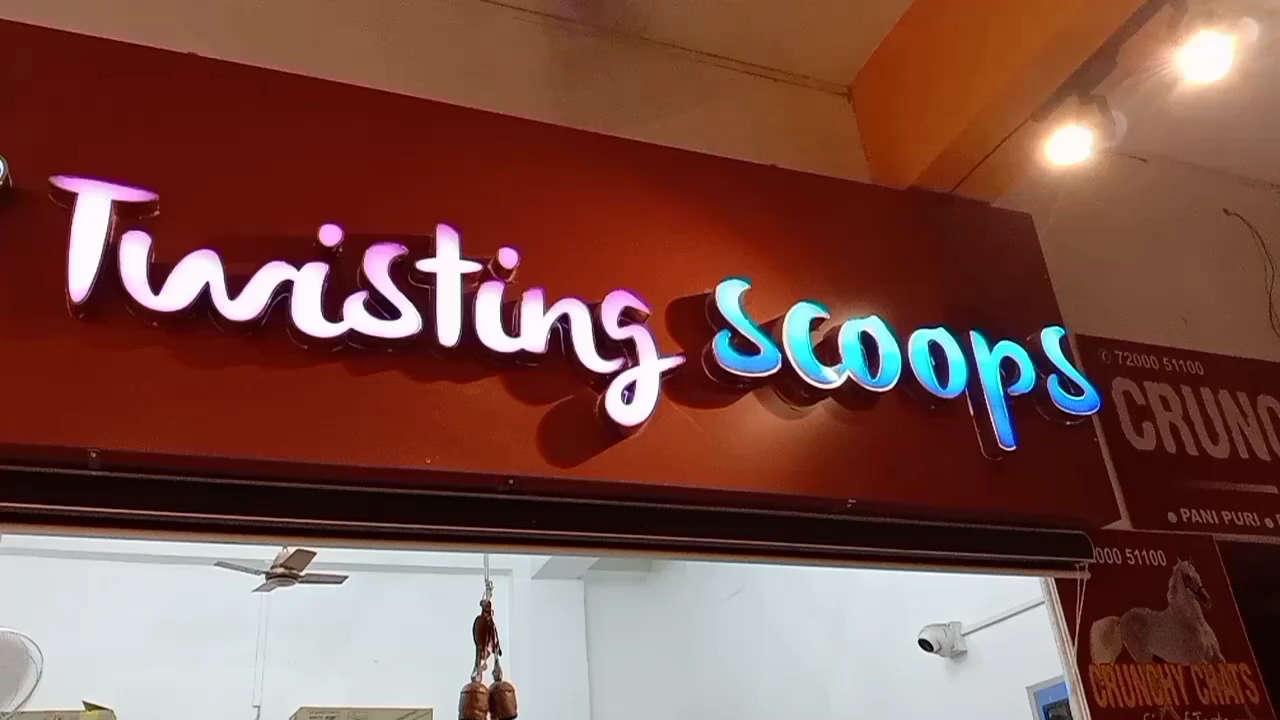 Twisting scoops
72000 51100
CRUNC
• PANI PURI •
000 51100
CRUNCHY CHATS